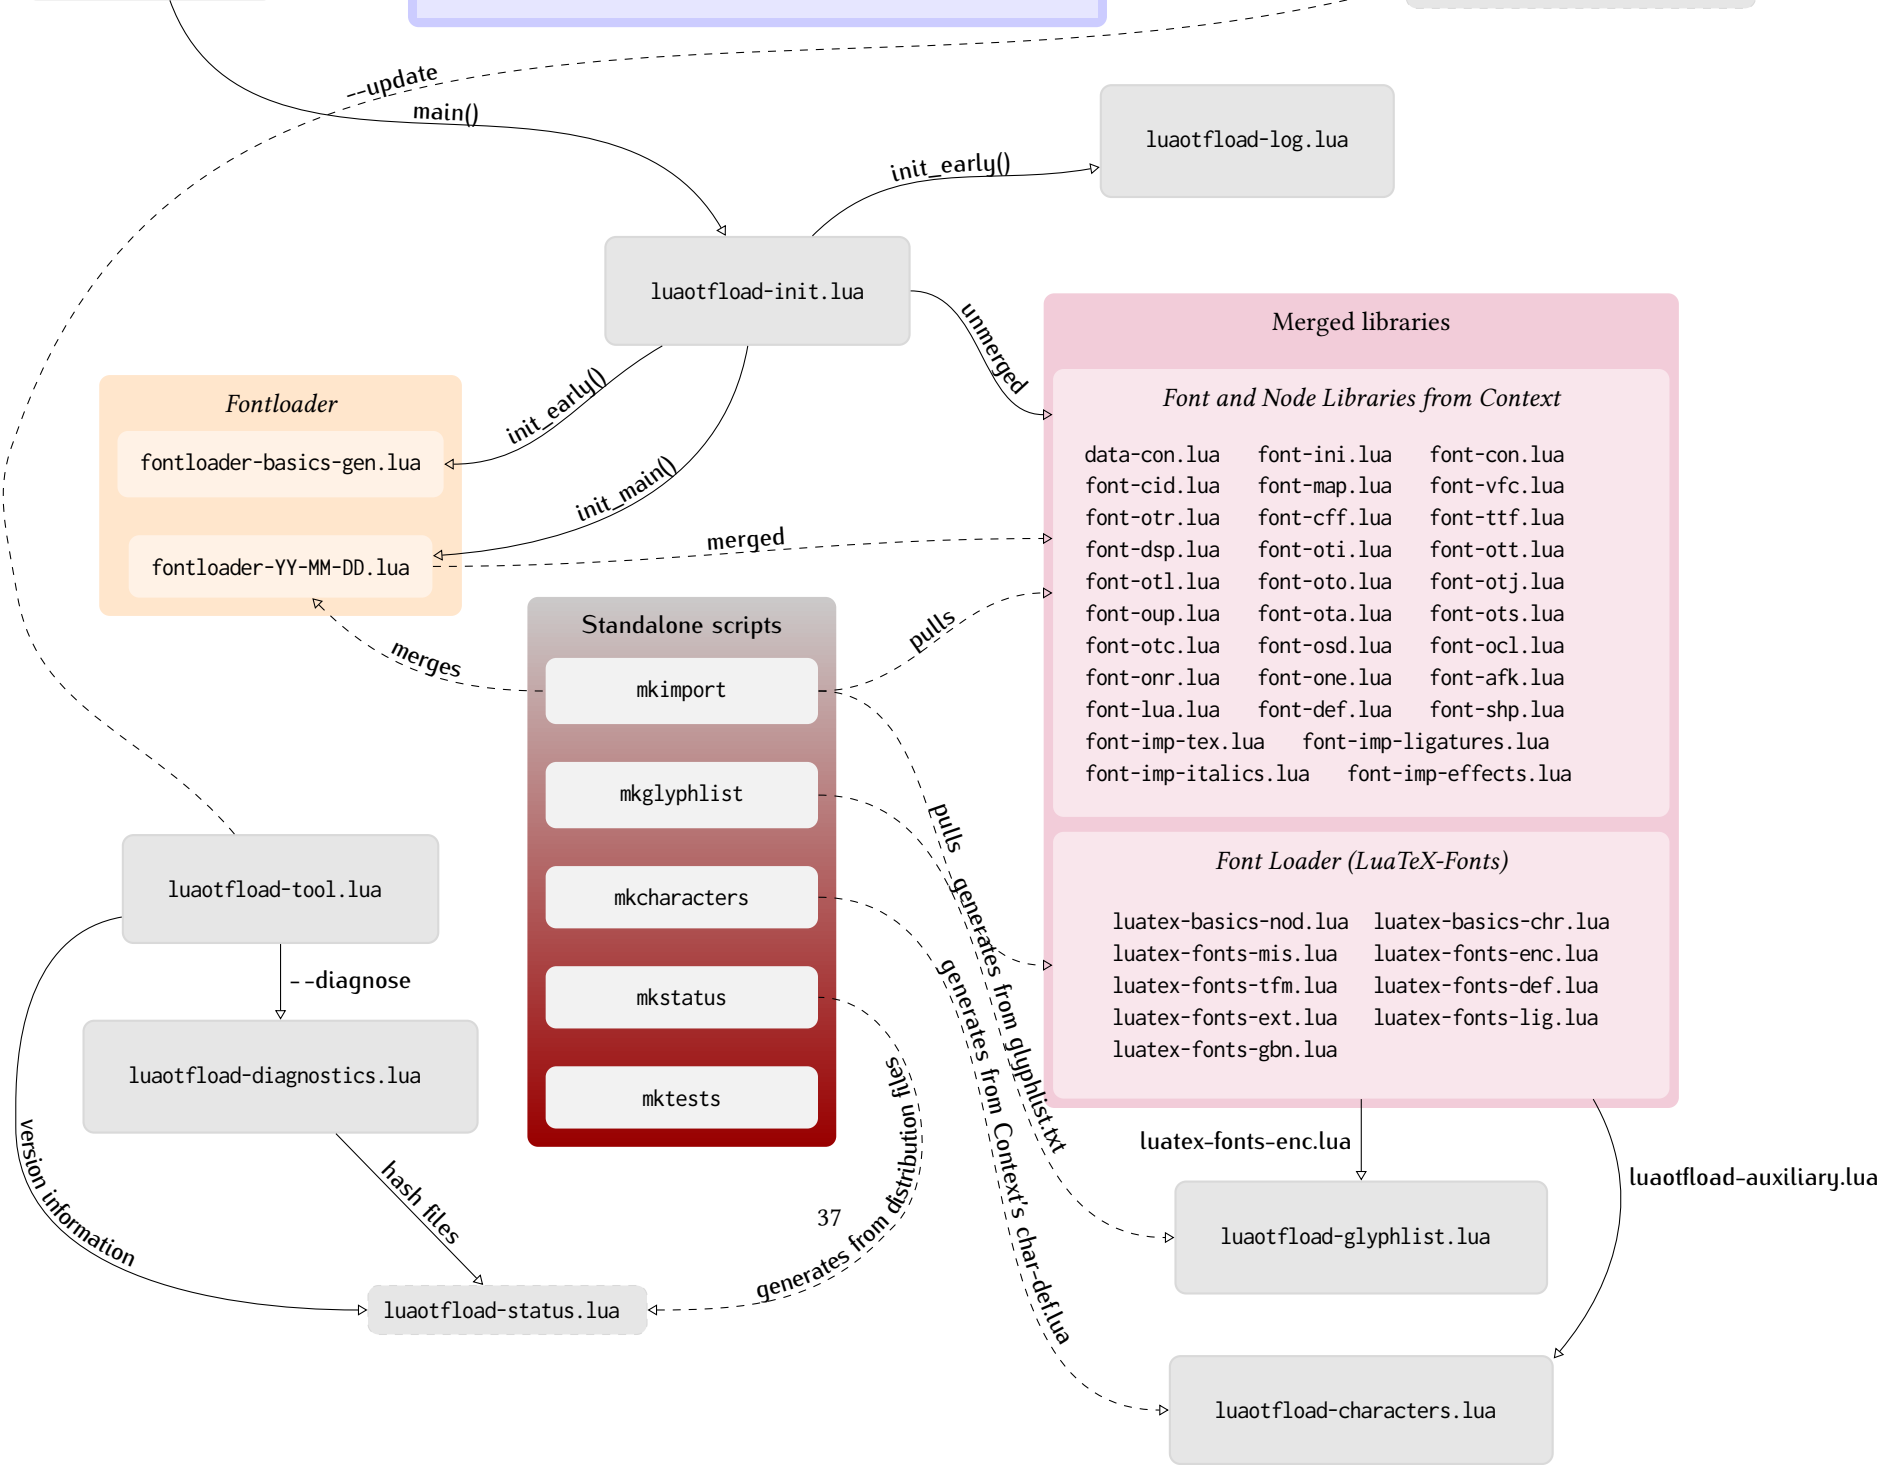 --update
main()
luaotfload-log.lua
init_early()
luaotfload-init.lua
unmerged
Merged libraries
Fontloader
init_early()
fontloader-basics-gen.lua
init_main()
fontloader-YY-MM-DD.lua
merged
merges
Font and Node Libraries from Context
data-con.lua font-ini.lua font-con.lua
font-cid.lua font-map.lua font-vfc.lua
font-otr.lua font-cff.lua font-ttf.lua
font-dsp.lua font-oti.lua font-ott.lua
font-otl.lua font-oto.lua font-otj.lua
font-oup.lua font-ota.lua font-ots.lua
font-otc.lua font-osd.lua font-ocl.lua
font-onr.lua font-one.lua font-afk.lua
font-lua.lua font-def.lua font-shp.lua
font-imp-tex.lua font-imp-ligatures.lua
font-imp-italics.lua font-imp-effects.lua
Standalone scripts
mkimport
mkglyphlist
mkcharacters
mkstatus
mktests
pulls
pulls
generates from glyphlist.txt
generates from Context's char-def.lua
generates from distribution files
Font Loader (LuaTeX-Fonts)
luatex-basics-nod.lua luatex-basics-chr.lua
luatex-fonts-mis.lua luatex-fonts-enc.lua
luatex-fonts-tfm.lua luatex-fonts-def.lua
luatex-fonts-ext.lua luatex-fonts-lig.lua
luatex-fonts-gbn.lua
luaotfload-tool.lua
--diagnose
luaotfload-diagnostics.lua
version information
hash files
luaotfload-status.lua
37
luatex-fonts-enc.lua
luaotfload-auxiliary.lua
luaotfload-glyphlist.lua
luaotfload-characters.lua